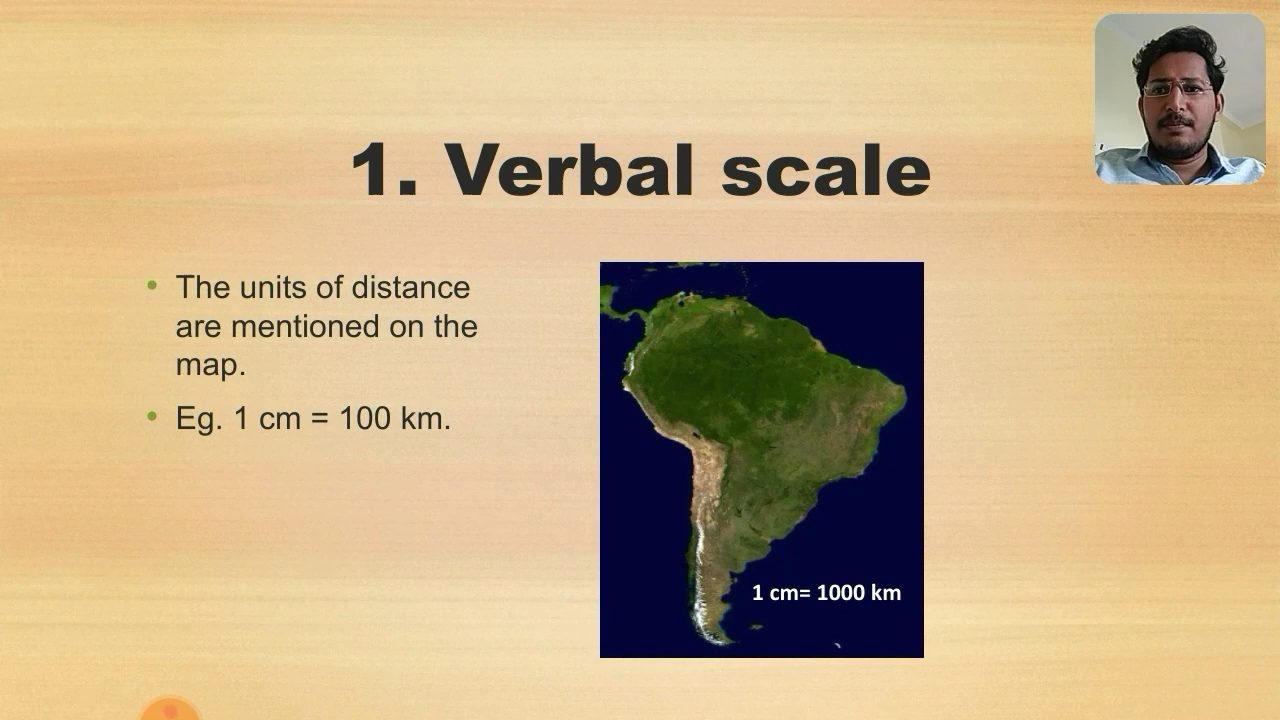 1. Verbal scale
• The units of distance
are mentioned on the
map.
• Eg. 1 cm = 100 km.
1 cm= 1000 km